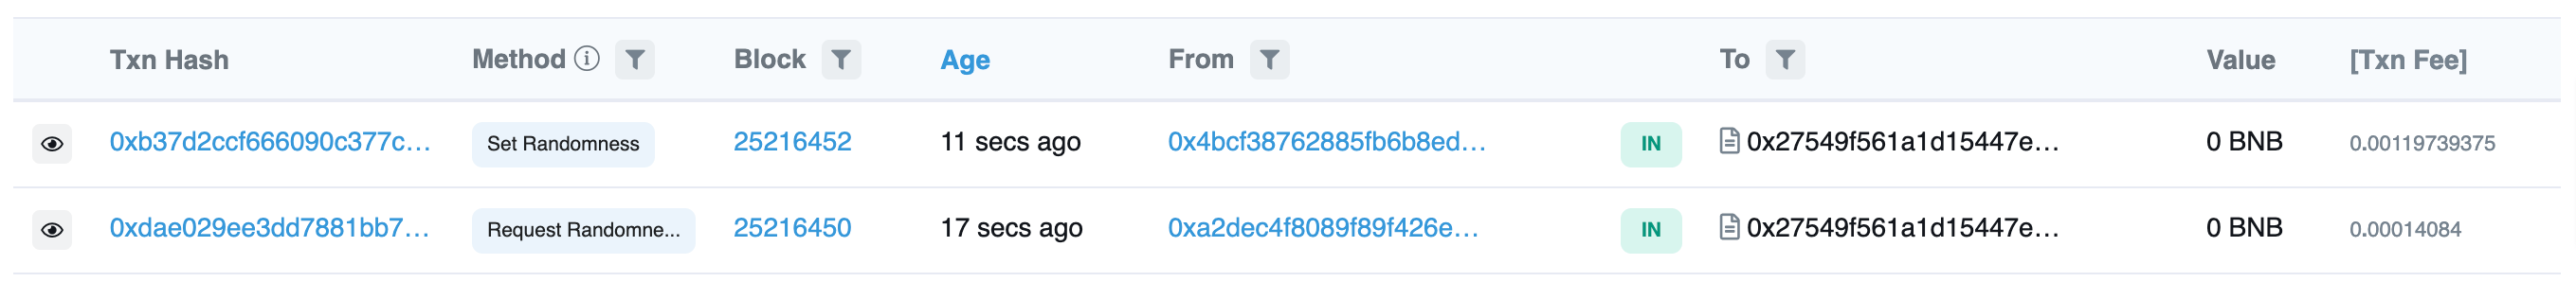 Txn Hash Method Block Age From To Value [Txn Fee]
0xb37d2ccf666090c377c... Set Randomness 25216452 11 secs ago 0x4bcf38762885fb6b8ed... IN 0x27549f561a1d15447e... 0 BNB 0.00119739375
0xdae029ee3dd7881bb7... Request Randomne... 25216450 17 secs ago 0xa2dec4f8089f89f426e... IN 0x27549f561a1d15447e... 0 BNB 0.00014084